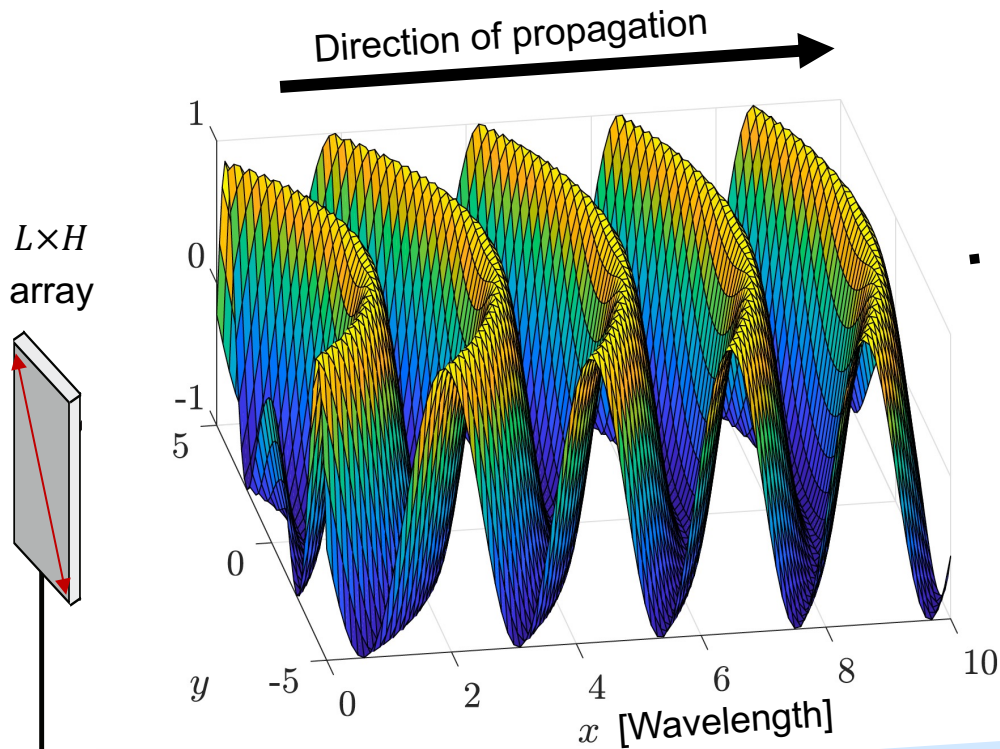 Direction of propagation
1
0
-1
L×H
array
5
0
-5
y
0
2
4
6
8
10
x [Wavelength]